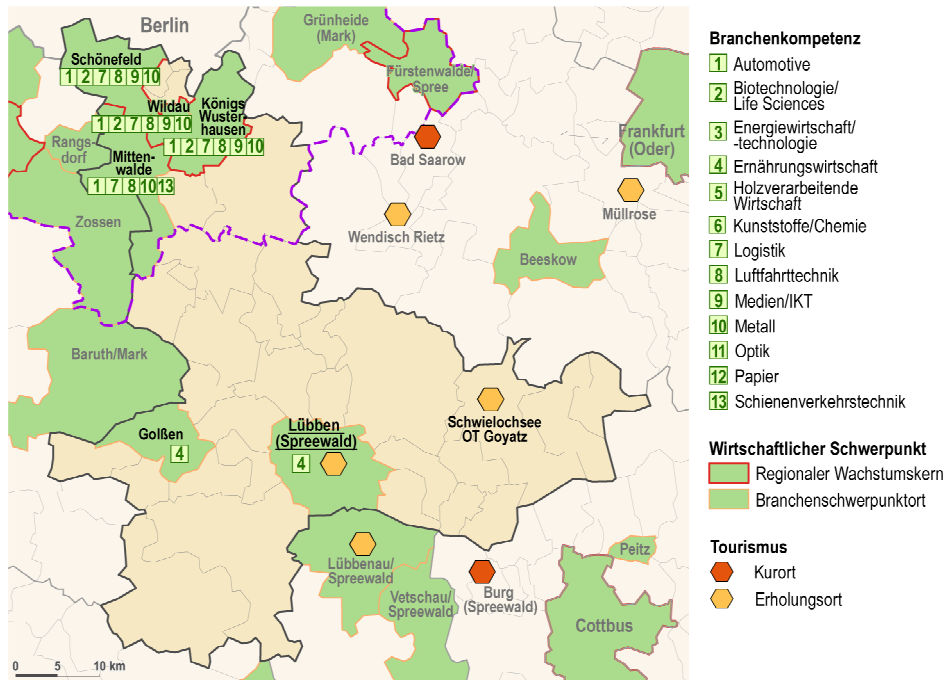 Berlin
Grünheide
(Mark)
Schönefeld
1 2 7 8 9 10
Fürstenwalde/
Spree
Wildau
1 2 7 8 9 10
Königs
Wuster-
hausen
1 2 7 8 9 10
Rangs-
dorf
Mitten-
walde
1 7 8 10 13
Bad Saarow
Frankfurt
(Oder)
Müllrose
Zossen
Wendisch Rietz
Beeskow
Baruth/Mark
Schwielochsee
OT Goyatz
Golßen
4
Lübben
(Spreewald)
4
Lübbenau/
Spreewald
Vetschau/
Spreewald
Burg
(Spreewald)
Peitz
Cottbus
0 5 10 km
Branchenkompetenz
1 Automotive
2 Biotechnologie/
Life Sciences
3 Energiewirtschaft/
-technologie
4 Ernährungswirtschaft
5 Holzverarbeitende
Wirtschaft
6 Kunststoffe/Chemie
7 Logistik
8 Luftfahrttechnik
9 Medien/IKT
10 Metall
11 Optik
12 Papier
13 Schienenverkehrstechnik
Wirtschaftlicher Schwerpunkt
Regionaler Wachstumskern
Branchenschwerpunktort
Tourismus
Kurort
Erholungsort